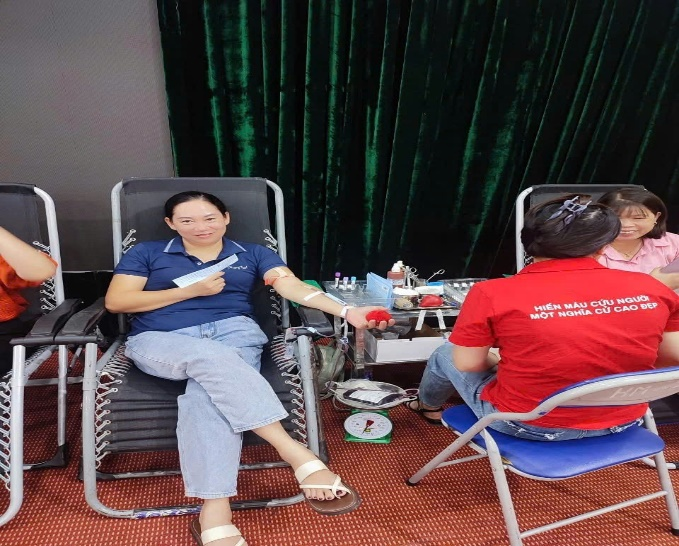 HIẾN MÁU CỨU NGƯỜI
MỘT NGHĨA CỬ CAO ĐẸP